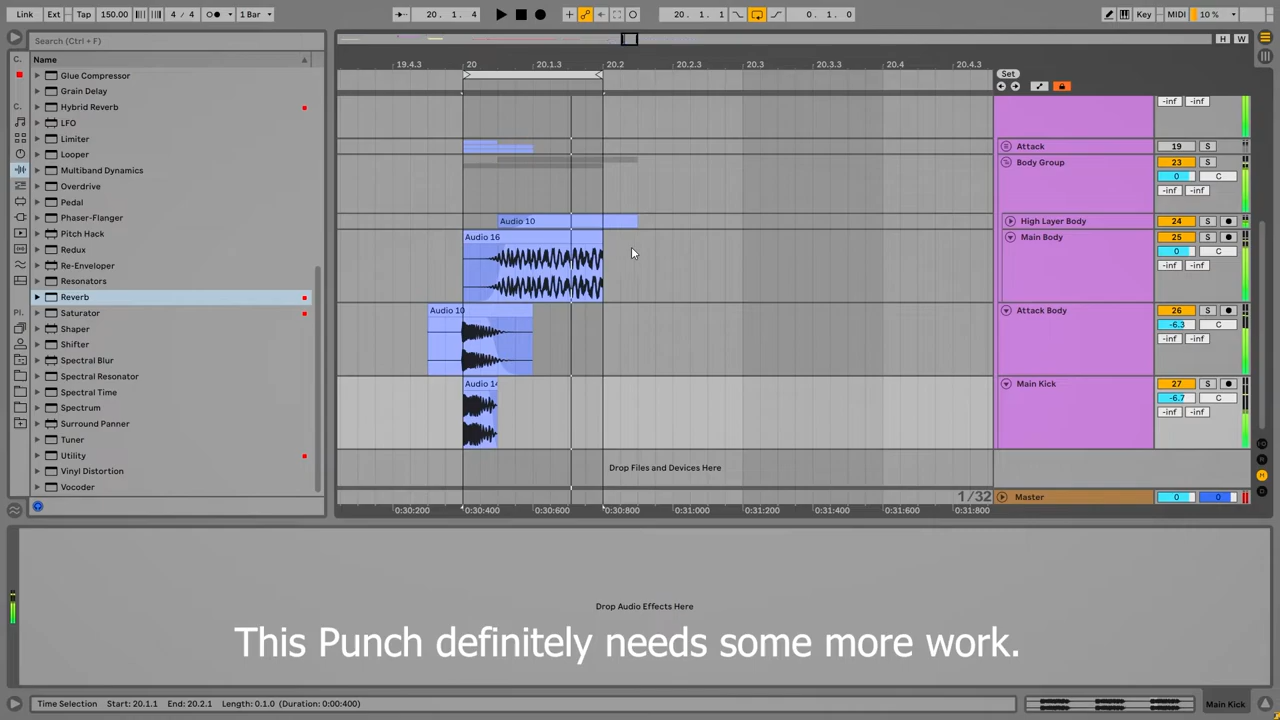 Link Ext Tap 150.00 4 / 4 1 Bar 20. 1. 4 20. 1. 1 0. 1. 0 Key MIDI 10 %
Search (Ctrl + F)
H W
C. Name
19.4.3 20 20.1.3 20.2 20.2.3 20.3 20.3.3 20.4 20.4.3
Set
Glue Compressor
Grain Delay
C. Hybrid Reverb
LFO
Limiter
Looper
Multiband Dynamics
Overdrive
Pedal
Phaser-Flanger
Pitch Hack
Redux
Re-Enveloper
Resonators
Reverb
Saturator
Pl. Shaper
Shifter
Spectral Blur
Spectral Resonator
Spectral Time
Spectrum
Surround Panner
Tuner
Utility
Vinyl Distortion
Vocoder
-inf -inf
Attack 19 S
Body Group 23 S
0 C
-inf -inf
Audio 10 High Layer Body 24 S
Audio 16 Main Body 25 S
0 C
-inf -inf
Audio 10 Attack Body 26 S
-6.3 C
-inf -inf
Audio 14 Main Kick 27 S
-6.7 C
-inf -inf
Drop Files and Devices Here
1/32 Master 0 0
0:30:200 0:30:400 0:30:600 0:30:800 0:31:000 0:31:200 0:31:400 0:31:600 0:31:800
Drop Audio Effects Here
This Punch definitely needs some more work.
Time Selection Start: 20.1.1 End: 20.2.1 Length: 0.1.0 (Duration: 0:00:400) Main Kick